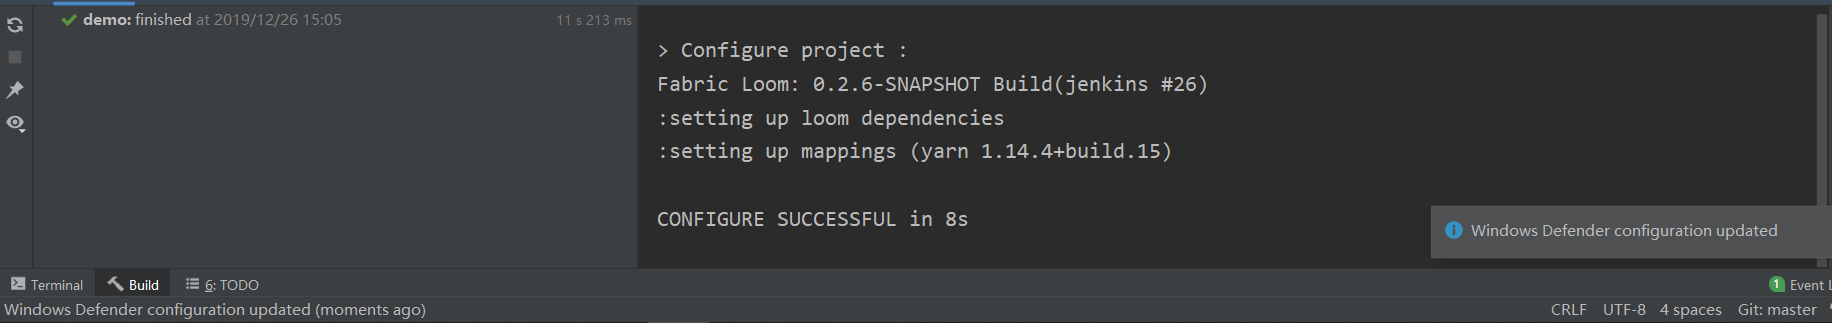 demo: finished at 2019/12/26 15:05 11 s 213 ms
> Configure project :
Fabric Loom: 0.2.6-SNAPSHOT Build(jenkins #26)
:setting up loom dependencies
:setting up mappings (yarn 1.14.4+build.15)
CONFIGURE SUCCESSFUL in 8s
Windows Defender configuration updated
Terminal Build 6: TODO 1 Event L
Windows Defender configuration updated (moments ago) CRLF UTF-8 4 spaces Git: master